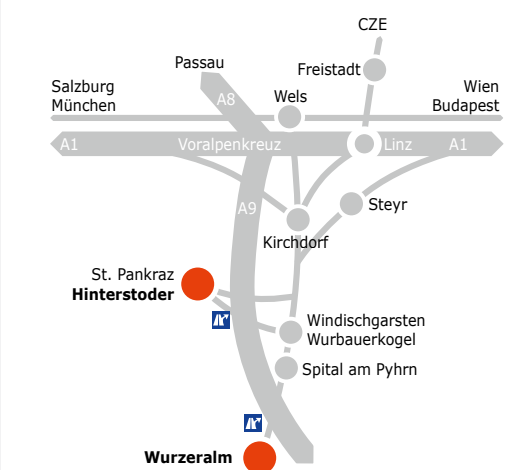 CZE
Passau
Freistadt
Salzburg
München
A8
Wels
Wien
Budapest
A1
Voralpenkreuz
Linz
A1
A9
Steyr
Kirchdorf
St. Pankraz
Hinterstoder
Windischgarsten
Wurbauerkogel
Spital am Pyhrn
Wurzeralm